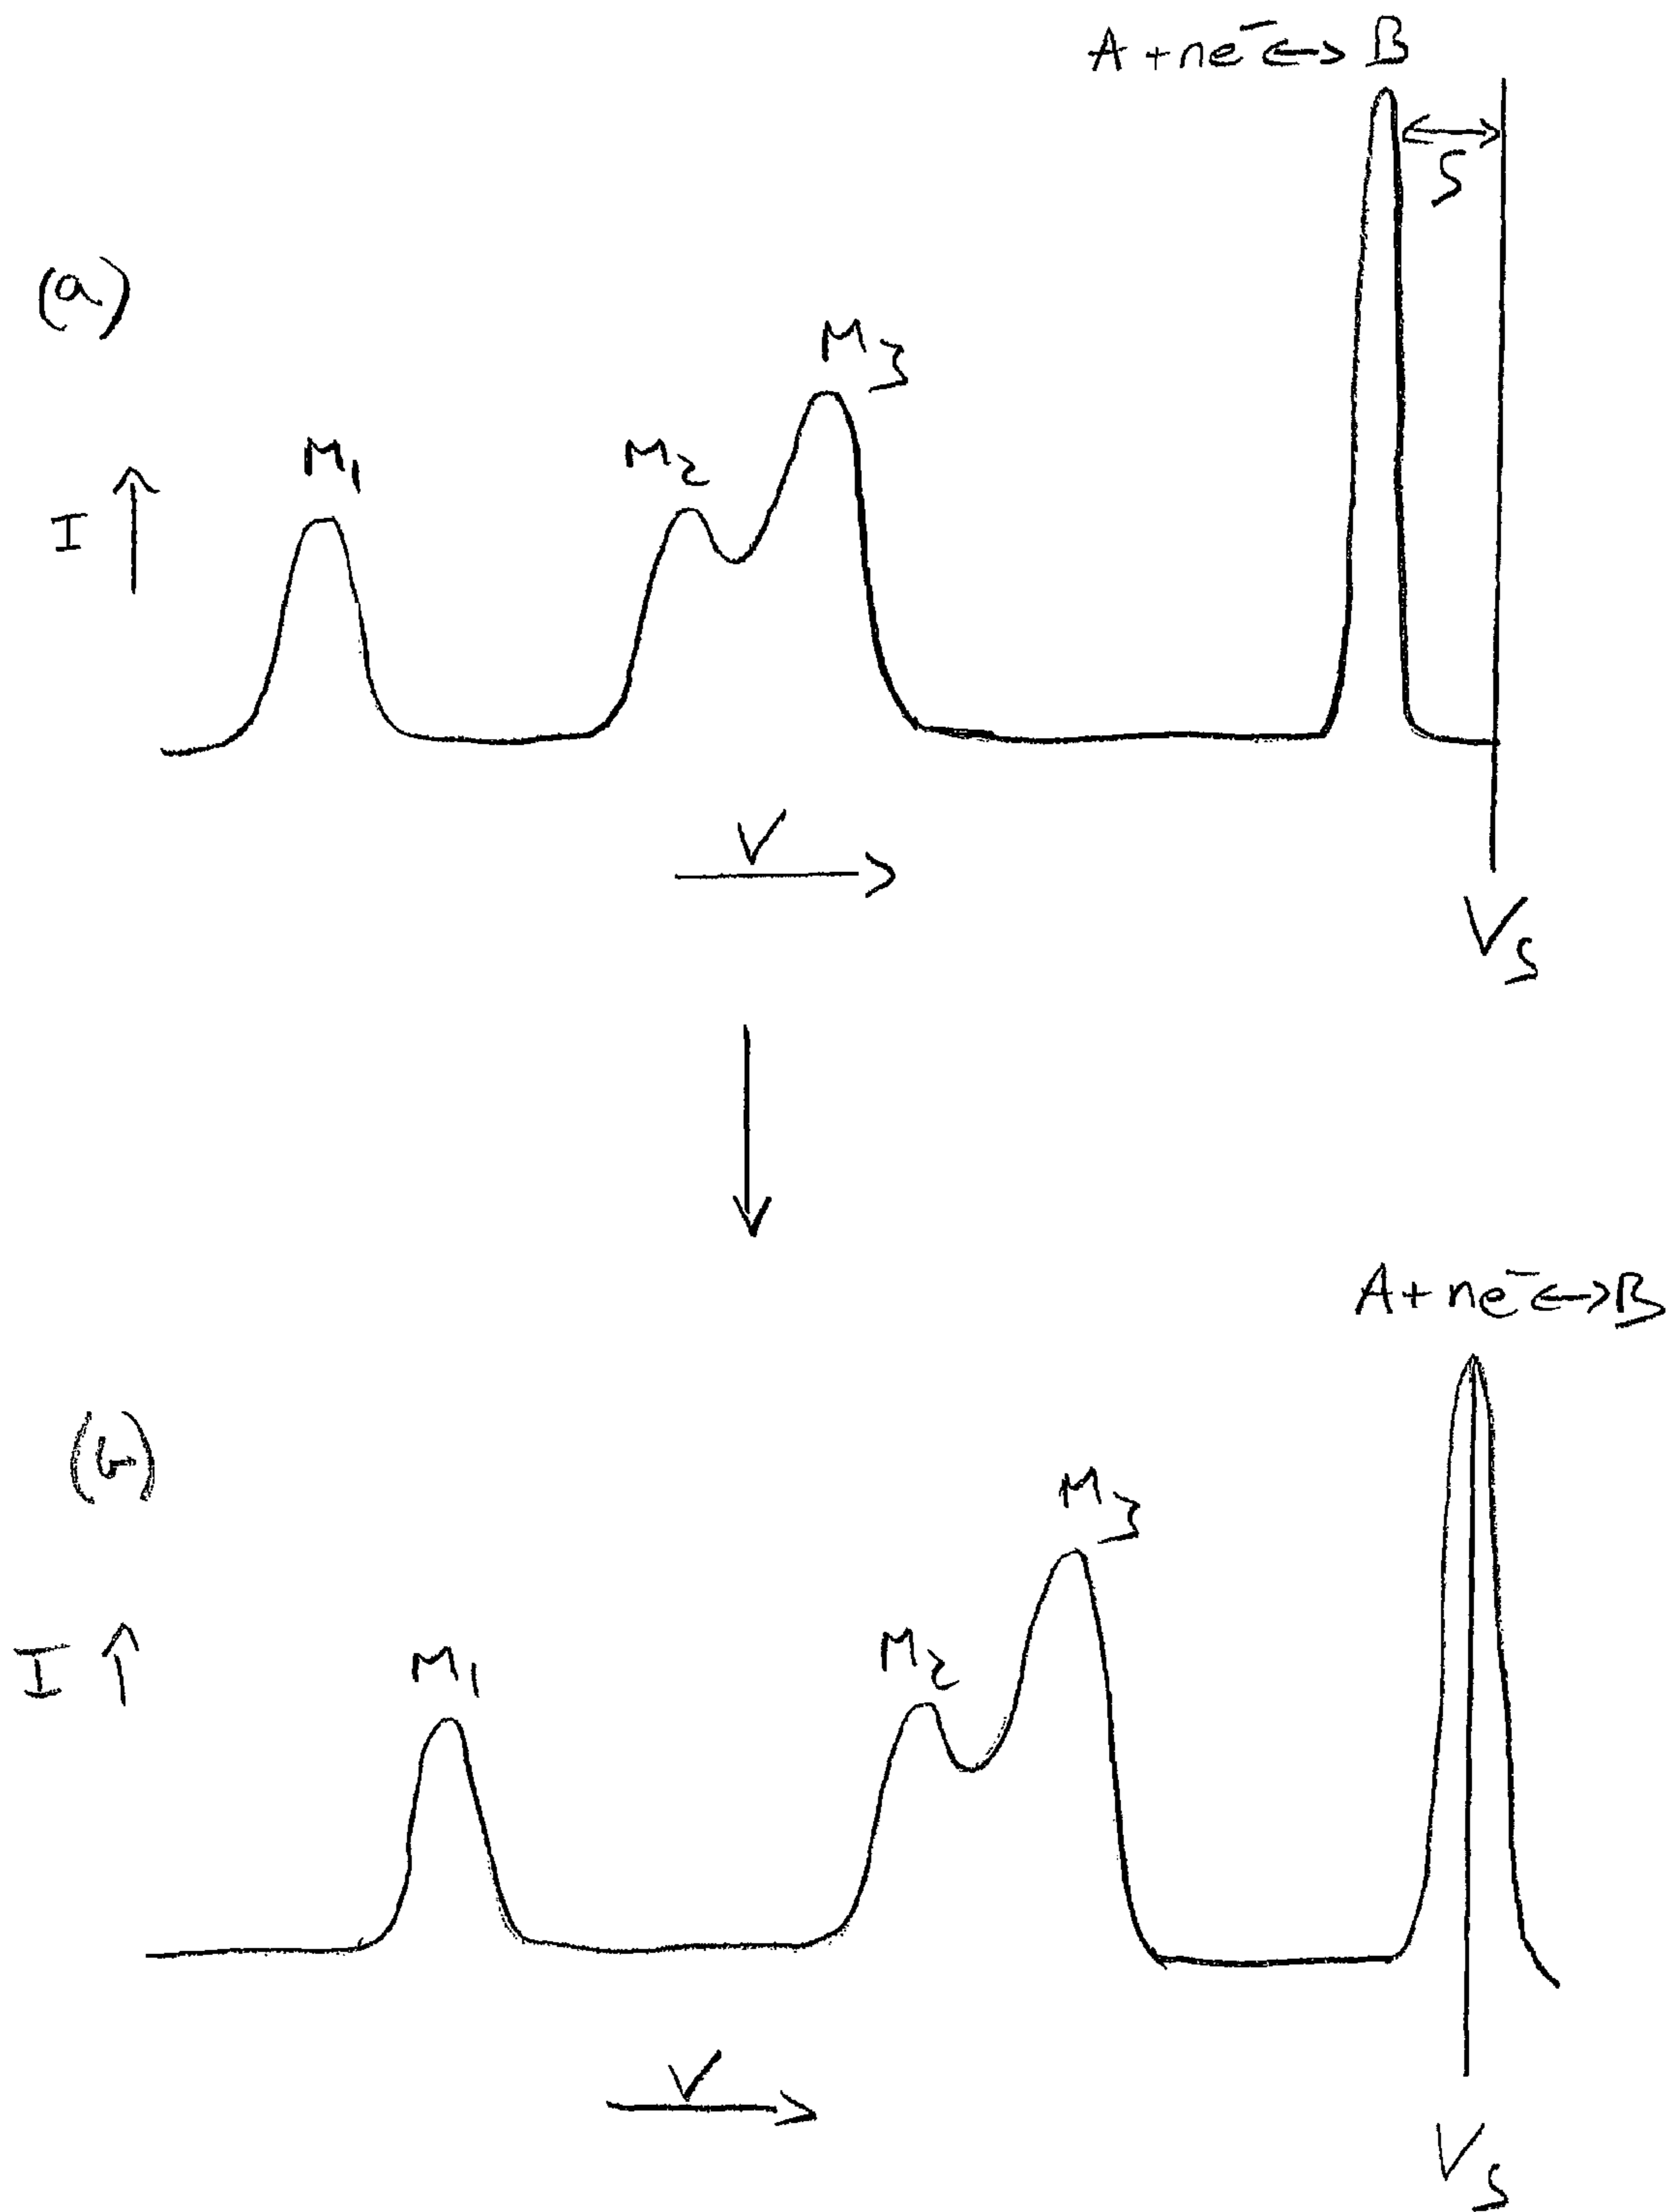 A + ne⁻ ↔ B
S
(a)
M₃
M₁
M₂
I
V
Vₛ
A + ne⁻ ↔ B
(b)
M₃
M₂
M₁
I
V
Vₛ